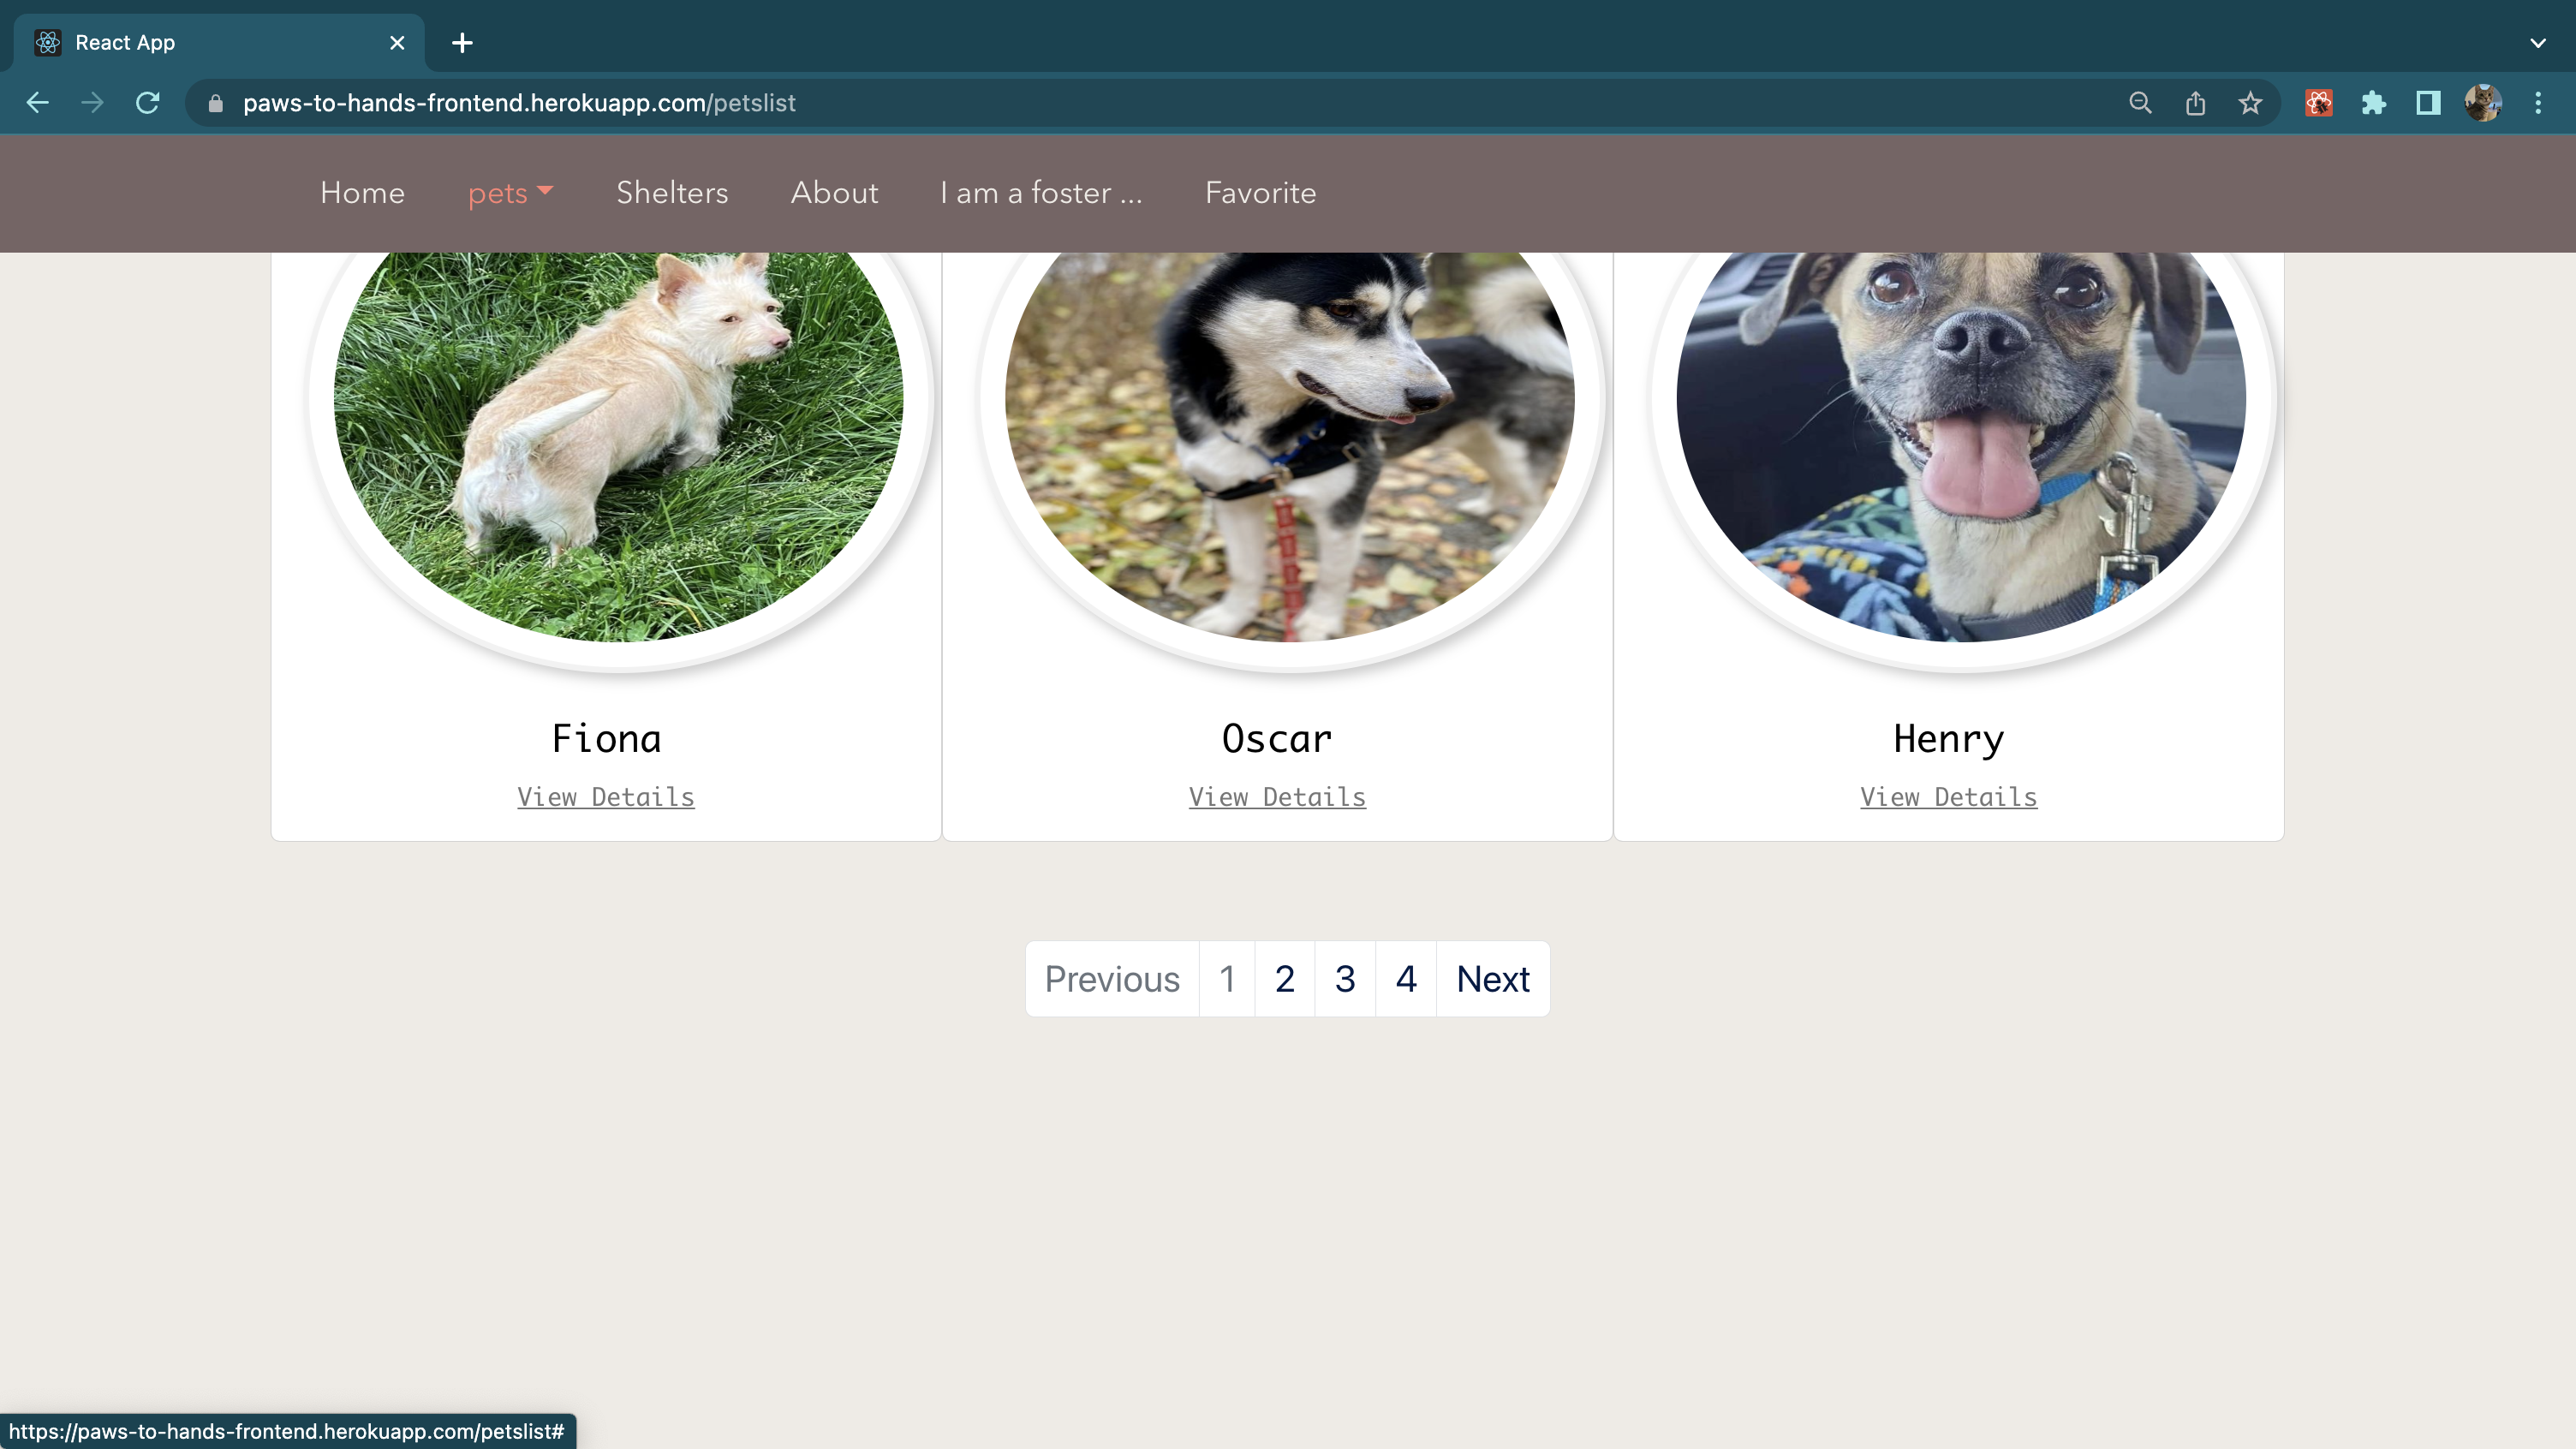 React App
paws-to-hands-frontend.herokuapp.com/petslist
Home pets Shelters About I am a foster ... Favorite
Fiona Oscar Henry
View Details View Details View Details
Previous 1 2 3 4 Next
https://paws-to-hands-frontend.herokuapp.com/petslist#